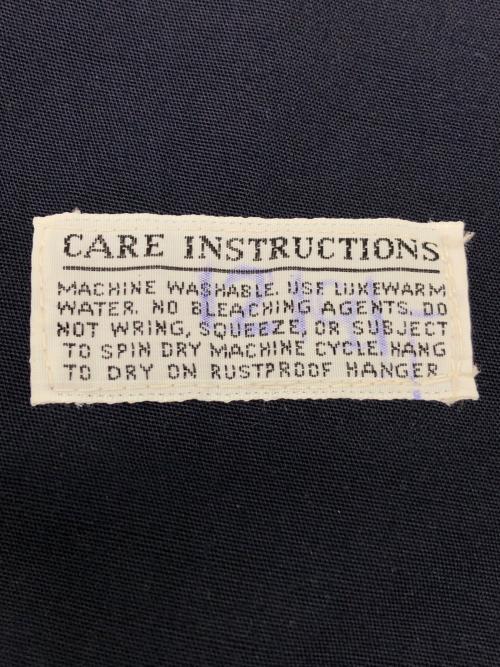 CARE INSTRUCTIONS
MACHINE WASHABLE. USE LUKEWARM
WATER. NO BLEACHING AGENTS. DO
NOT WRING, SQUEEZE, OR SUBJECT
TO SPIN DRY MACHINE CYCLE. HANG
TO DRY ON RUSTPROOF HANGER